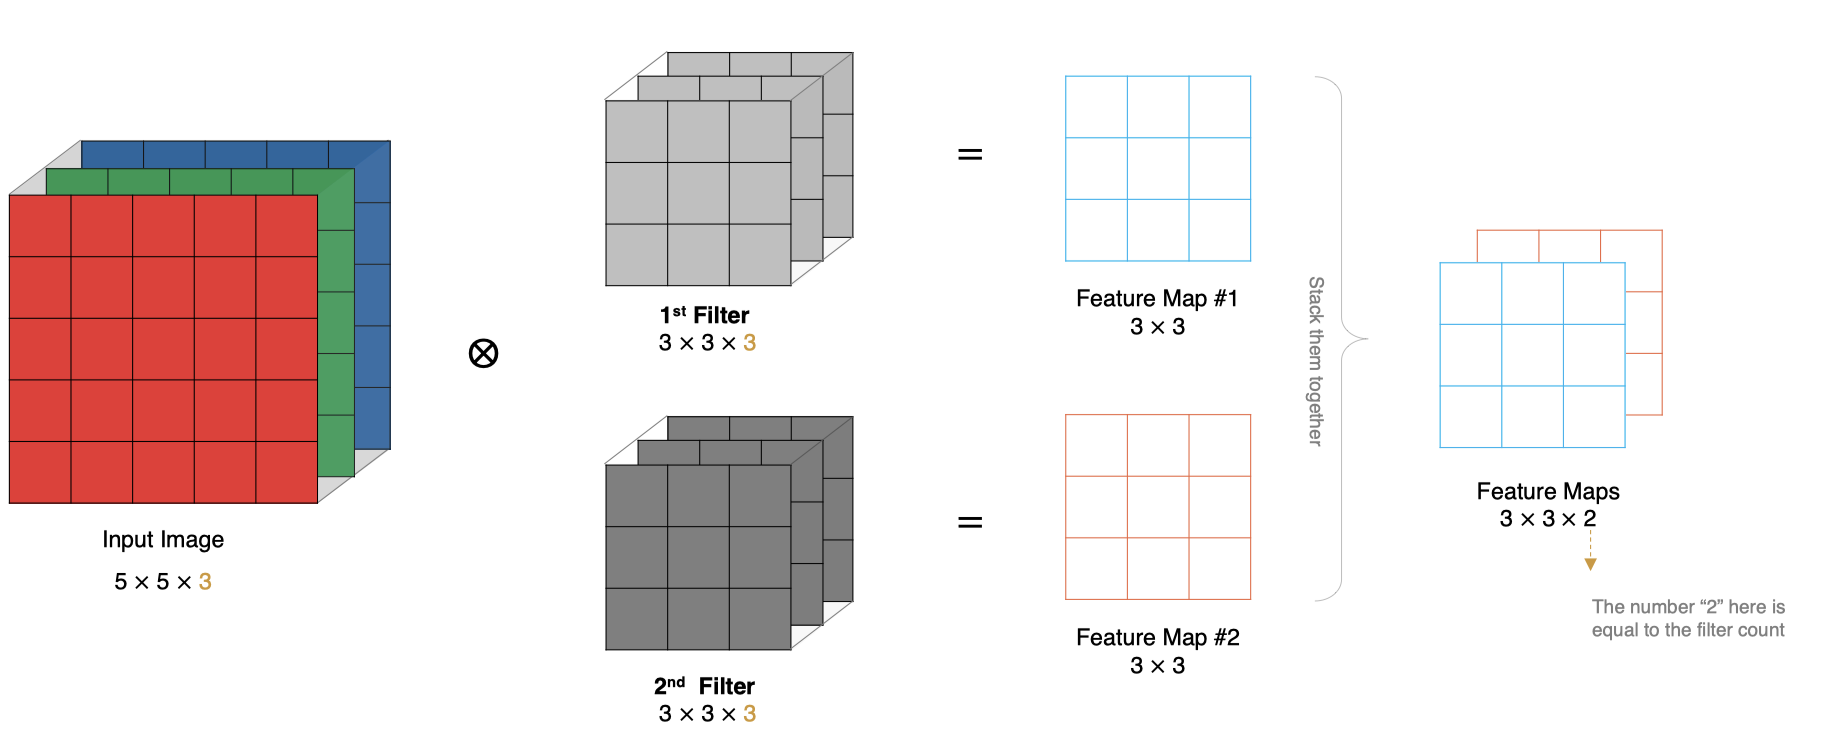 Input Image
5 × 5 × 3
⊗
1st Filter
3 × 3 × 3
2nd Filter
3 × 3 × 3
=
=
Feature Map #1
3 × 3
Feature Map #2
3 × 3
Stack them together
Feature Maps
3 × 3 × 2
The number “2” here is
equal to the filter count